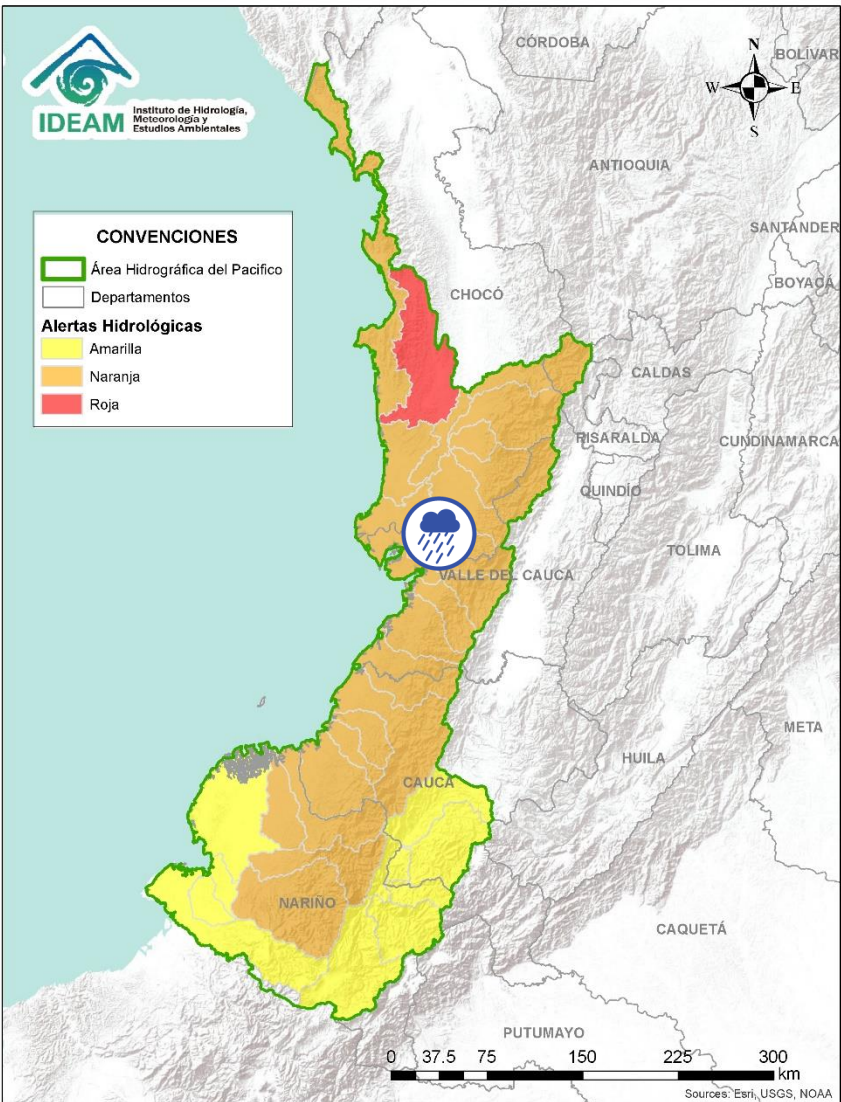 IDEAM
Instituto de Hidrología,
Meteorología y
Estudios Ambientales
N
W E
S
CÓRDOBA
BOLÍVAR
ANTIOQUIA
SANTANDER
BOYACÁ
CHOCÓ
CALDAS
RISARALDA
CUNDINAMARCA
QUINDÍO
TOLIMA
VALLE DEL CAUCA
META
HUILA
CAUCA
NARIÑO
CAQUETÁ
PUTUMAYO
CONVENCIONES
Área Hidrográfica del Pacifico
Departamentos
Alertas Hidrológicas
Amarilla
Naranja
Roja
0 37.5 75 150 225 300
km
Sources: Esri, USGS, NOAA